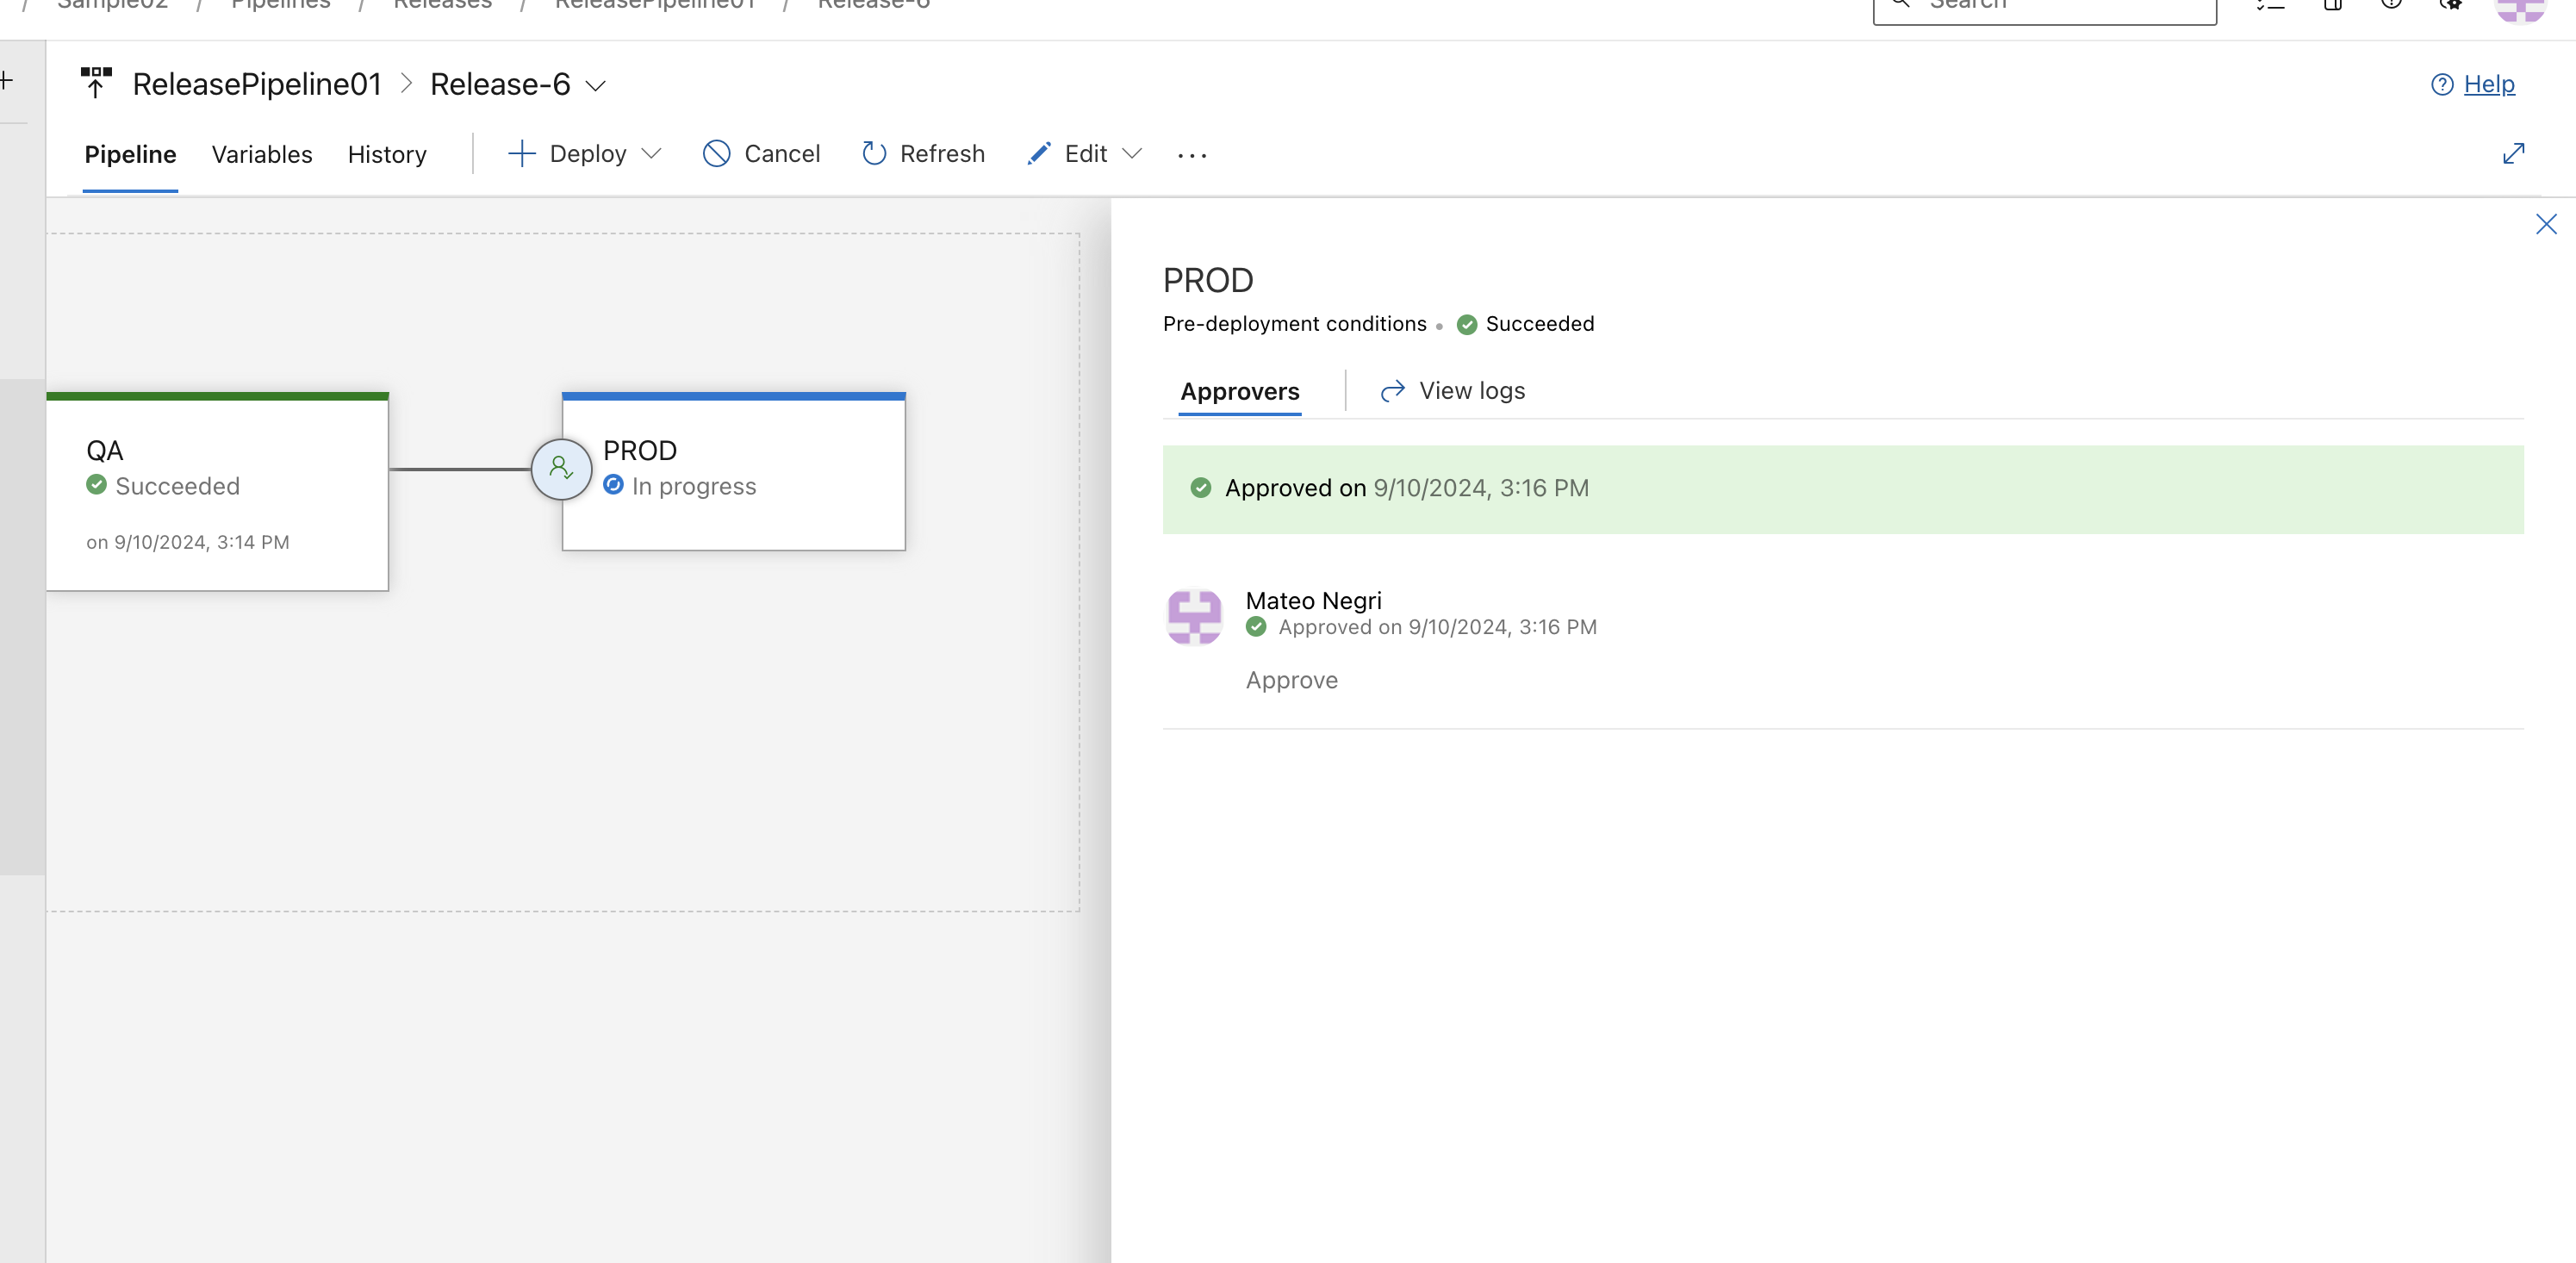 / Sample02 / Pipelines / Releases / ReleasePipeline01 / Release-6
Search
ReleasePipeline01 > Release-6
Help
Pipeline Variables History Deploy Cancel Refresh Edit ...
PROD
Pre-deployment conditions • Succeeded
Approvers View logs
QA
Succeeded
on 9/10/2024, 3:14 PM
PROD
In progress
Approved on 9/10/2024, 3:16 PM
Mateo Negri
Approved on 9/10/2024, 3:16 PM
Approve